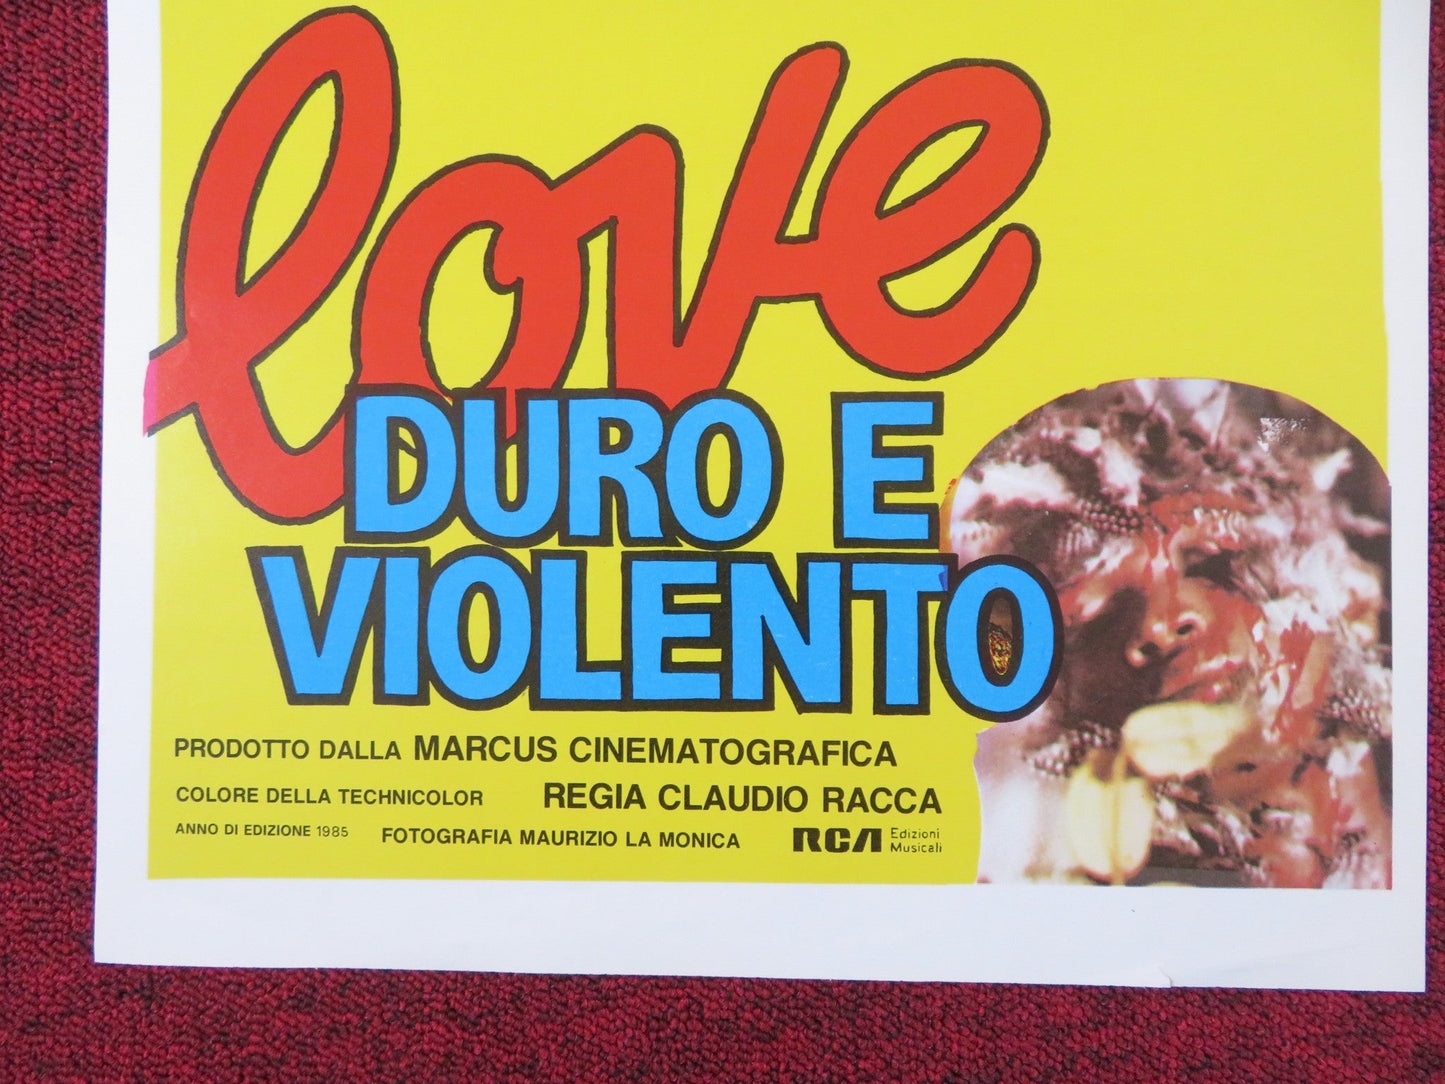 love
DURO E
VIOLENTO
PRODOTTO DALLA MARCUS CINEMATOGRAFICA
COLORE DELLA TECHNICOLOR REGIA CLAUDIO RACCA
ANNO DI EDIZIONE 1985 FOTOGRAFIA MAURIZIO LA MONICA RCA Edizioni
Musicali